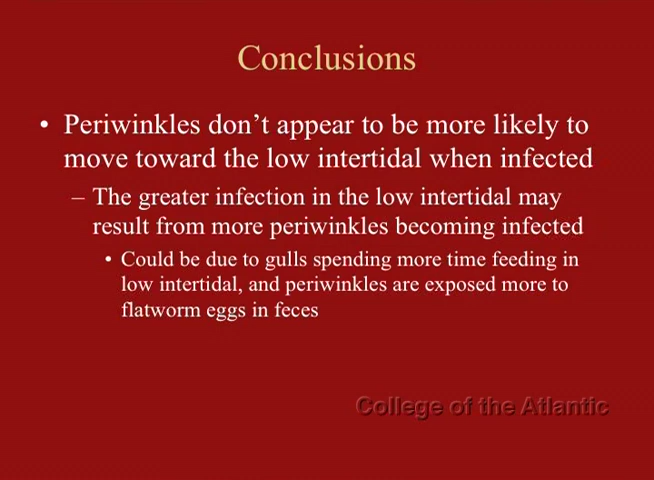 Conclusions
• Periwinkles don't appear to be more likely to
move toward the low intertidal when infected
– The greater infection in the low intertidal may
result from more periwinkles becoming infected
• Could be due to gulls spending more time feeding in
low intertidal, and periwinkles are exposed more to
flatworm eggs in feces
College of the Atlantic